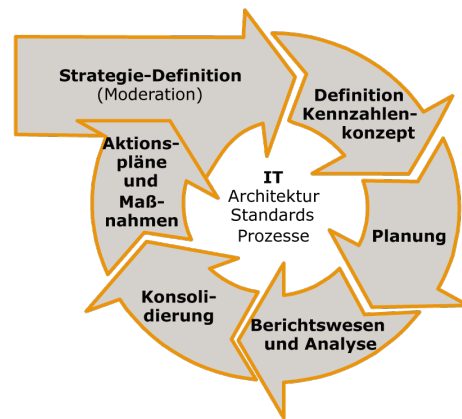 Strategie-Definition
(Moderation)
Definition
Kennzahlen-
konzept
Planung
Berichtswesen
und Analyse
Konsoli-
dierung
Aktions-
pläne
und
Maß-
nahmen
IT
Architektur
Standards
Prozesse